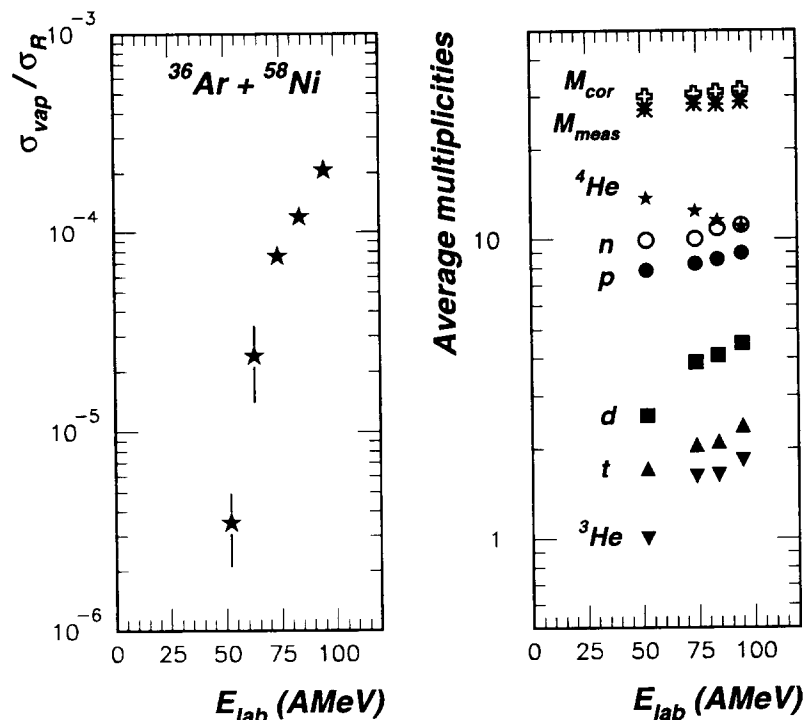 σvap / σR
10⁻³
10⁻⁴
10⁻⁵
10⁻⁶
³⁶Ar + ⁵⁸Ni
0 25 50 75 100
Elab (AMeV)
Average multiplicities
10
1
Mcor
Mmeas
⁴He
n
p
d
t
³He
0 25 50 75 100
Elab (AMeV)